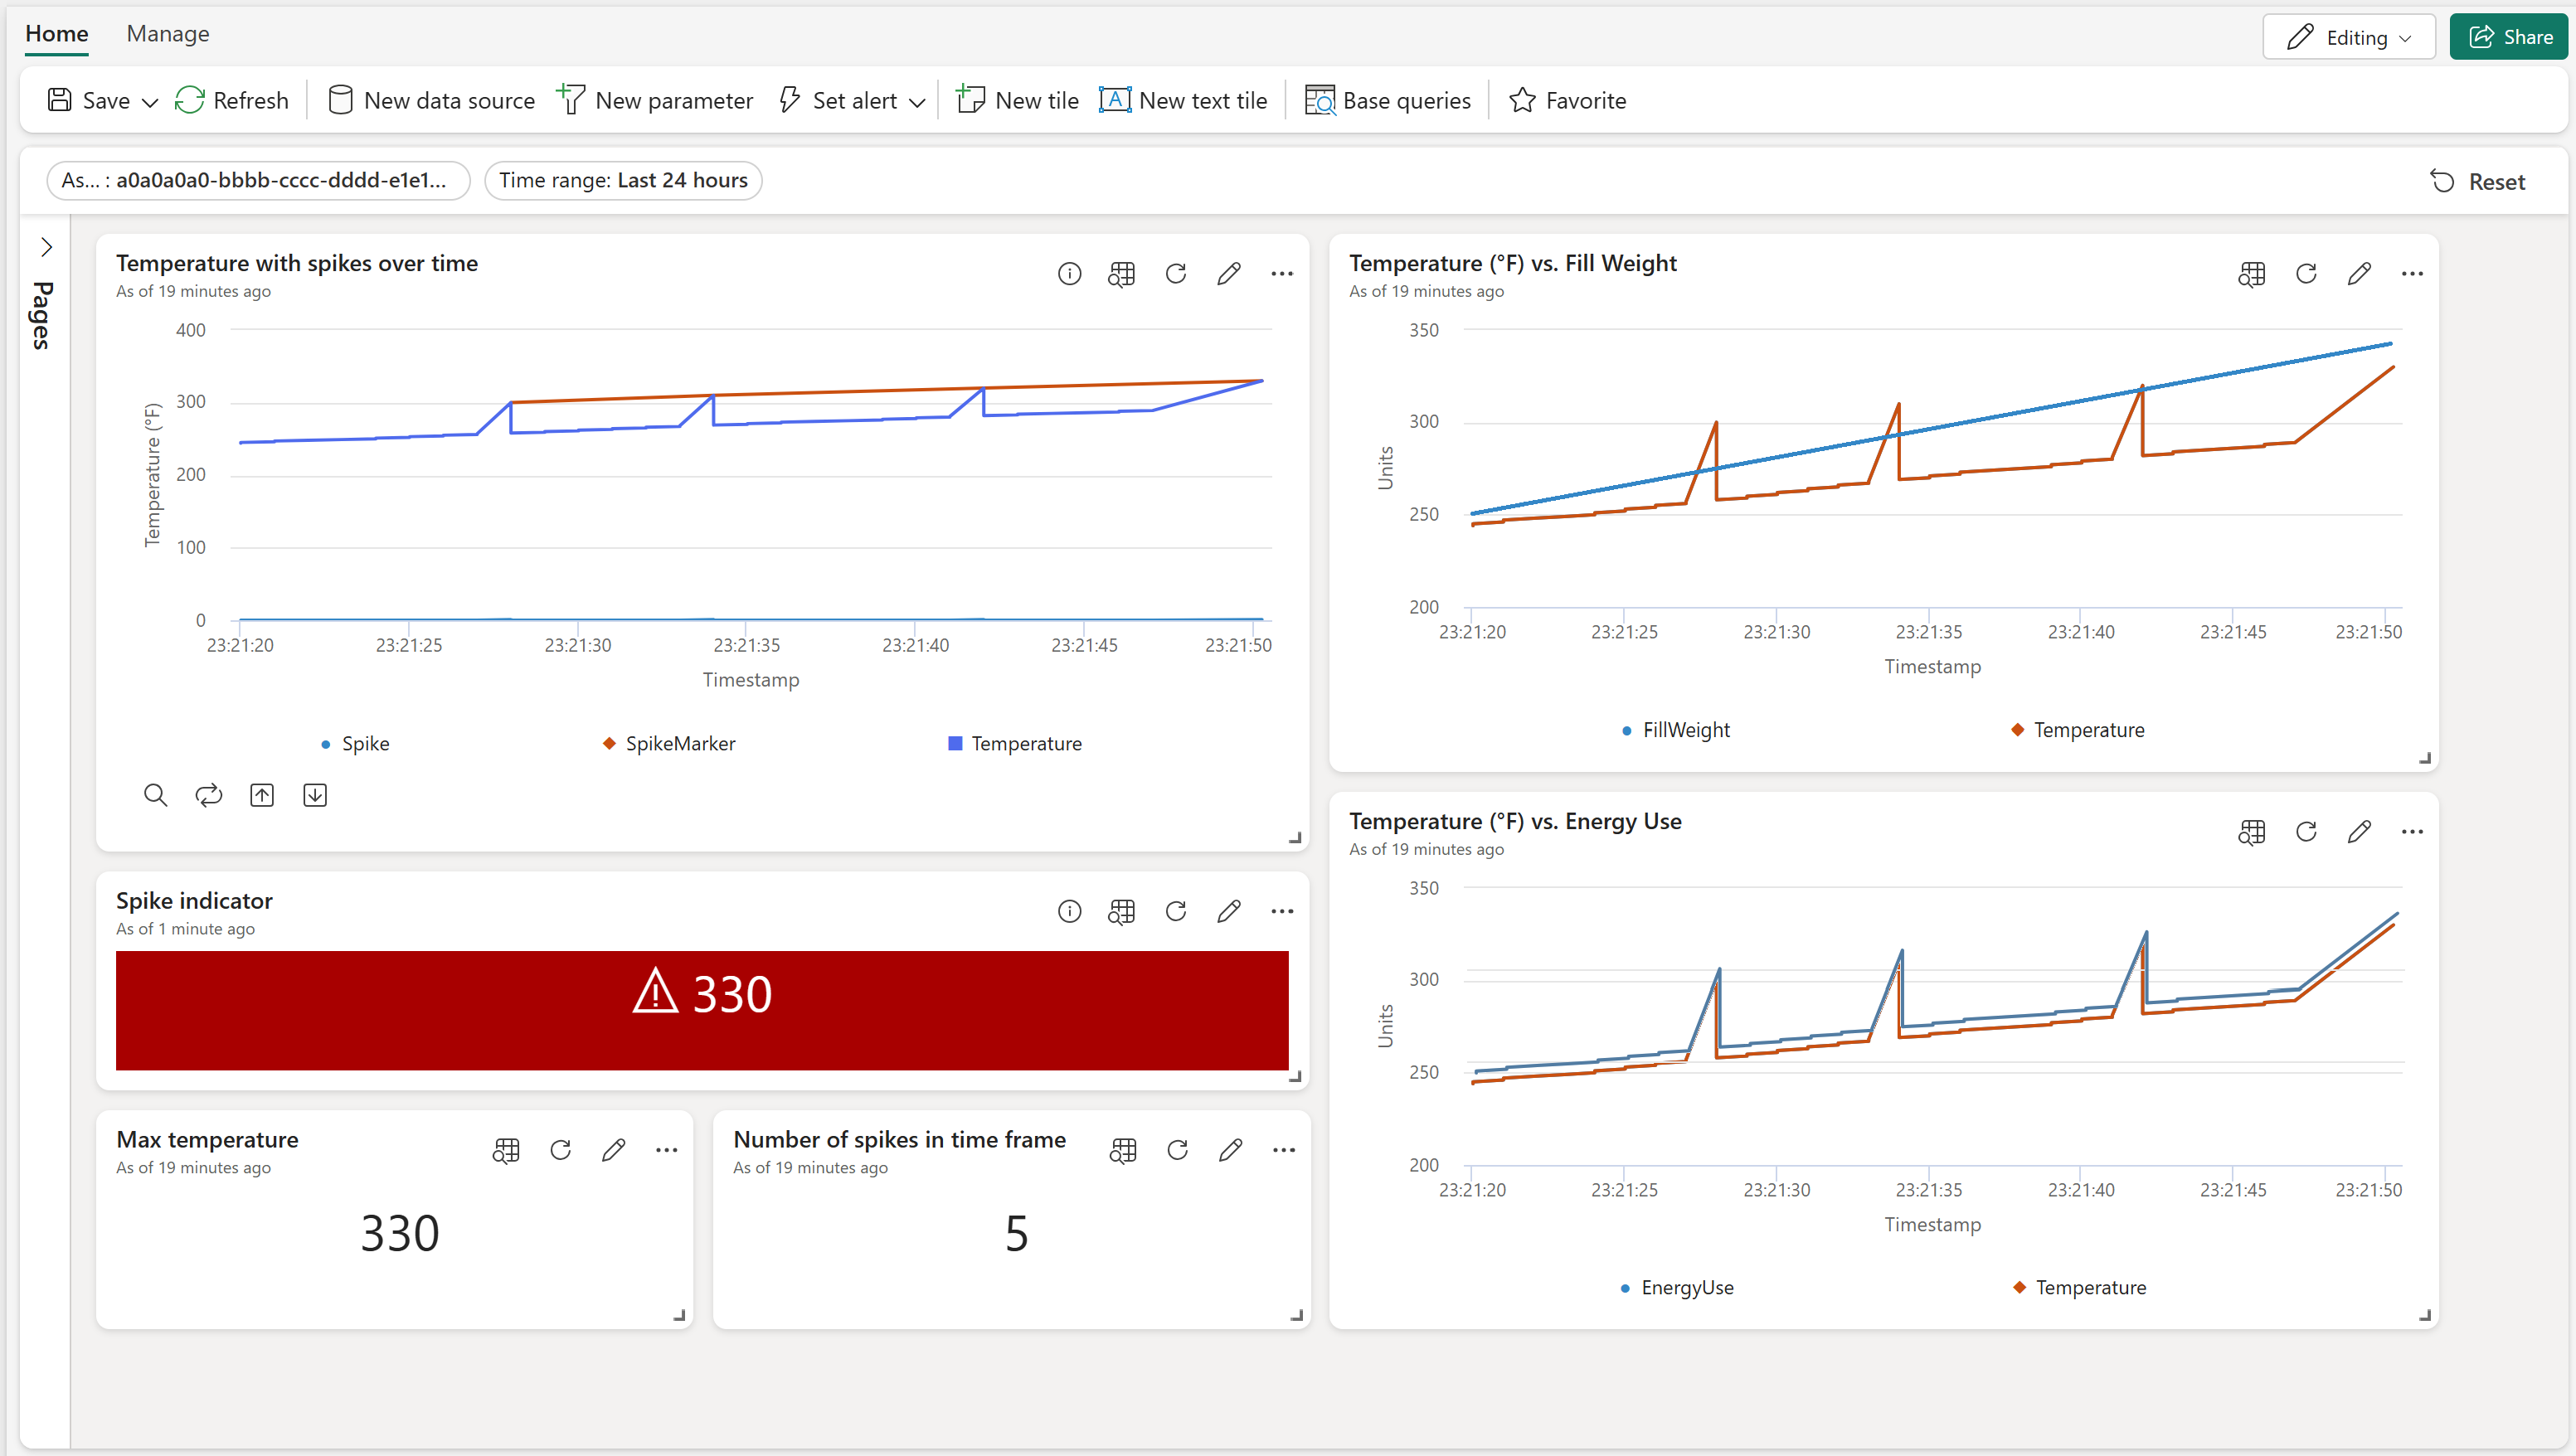 Home Manage Editing Share
Save Refresh New data source New parameter Set alert New tile New text tile Base queries Favorite
As... : a0a0a0a0-bbbb-cccc-dddd-e1e1... Time range: Last 24 hours Reset
Pages
Temperature with spikes over time
As of 19 minutes ago
400
300
200
100
0
Temperature (°F)
23:21:20 23:21:25 23:21:30 23:21:35 23:21:40 23:21:45 23:21:50
Timestamp
Spike SpikeMarker Temperature
Temperature (°F) vs. Fill Weight
As of 19 minutes ago
350
300
250
200
Units
23:21:20 23:21:25 23:21:30 23:21:35 23:21:40 23:21:45 23:21:50
Timestamp
FillWeight Temperature
Spike indicator
As of 1 minute ago
330
Max temperature
As of 19 minutes ago
330
Number of spikes in time frame
As of 19 minutes ago
5
Temperature (°F) vs. Energy Use
As of 19 minutes ago
350
300
250
200
Units
23:21:20 23:21:25 23:21:30 23:21:35 23:21:40 23:21:45 23:21:50
Timestamp
EnergyUse Temperature